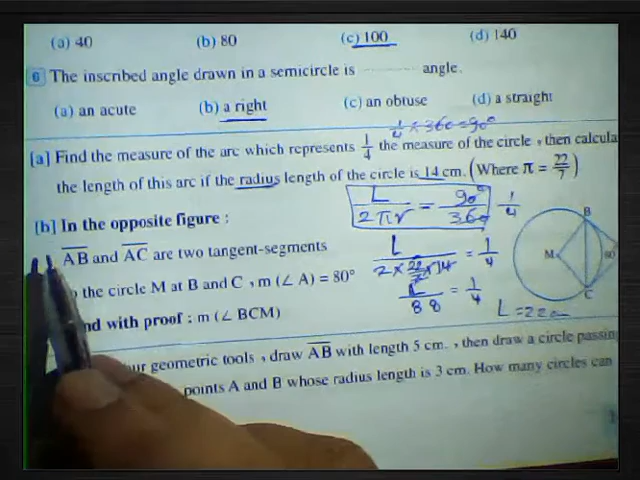 (a) 40 (b) 80 (c) 100 (d) 140
6 The inscribed angle drawn in a semicircle is ............ angle.
(a) an acute (b) a right (c) an obtuse (d) a straight
1/4 × 360 = 90°
[a] Find the measure of the arc which represents 1/4 the measure of the circle , then calcula
the length of this arc if the radius length of the circle is 14 cm. (Where π = 22/7)
L / 2πr = 90° / 360 1/4
[b] In the opposite figure :
AB and AC are two tangent-segments
L / 2 × 22/7 × 14 = 1/4
the circle M at B and C , m (∠ A) = 80°
L / 88 = 1/4
L = 22 cm
nd with proof : m (∠ BCM)
B
M
80
C
ur geometric tools , draw AB with length 5 cm. , then draw a circle passing
points A and B whose radius length is 3 cm. How many circles can